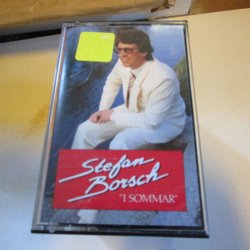 Stefan
Borsch
"I SOMMAR"